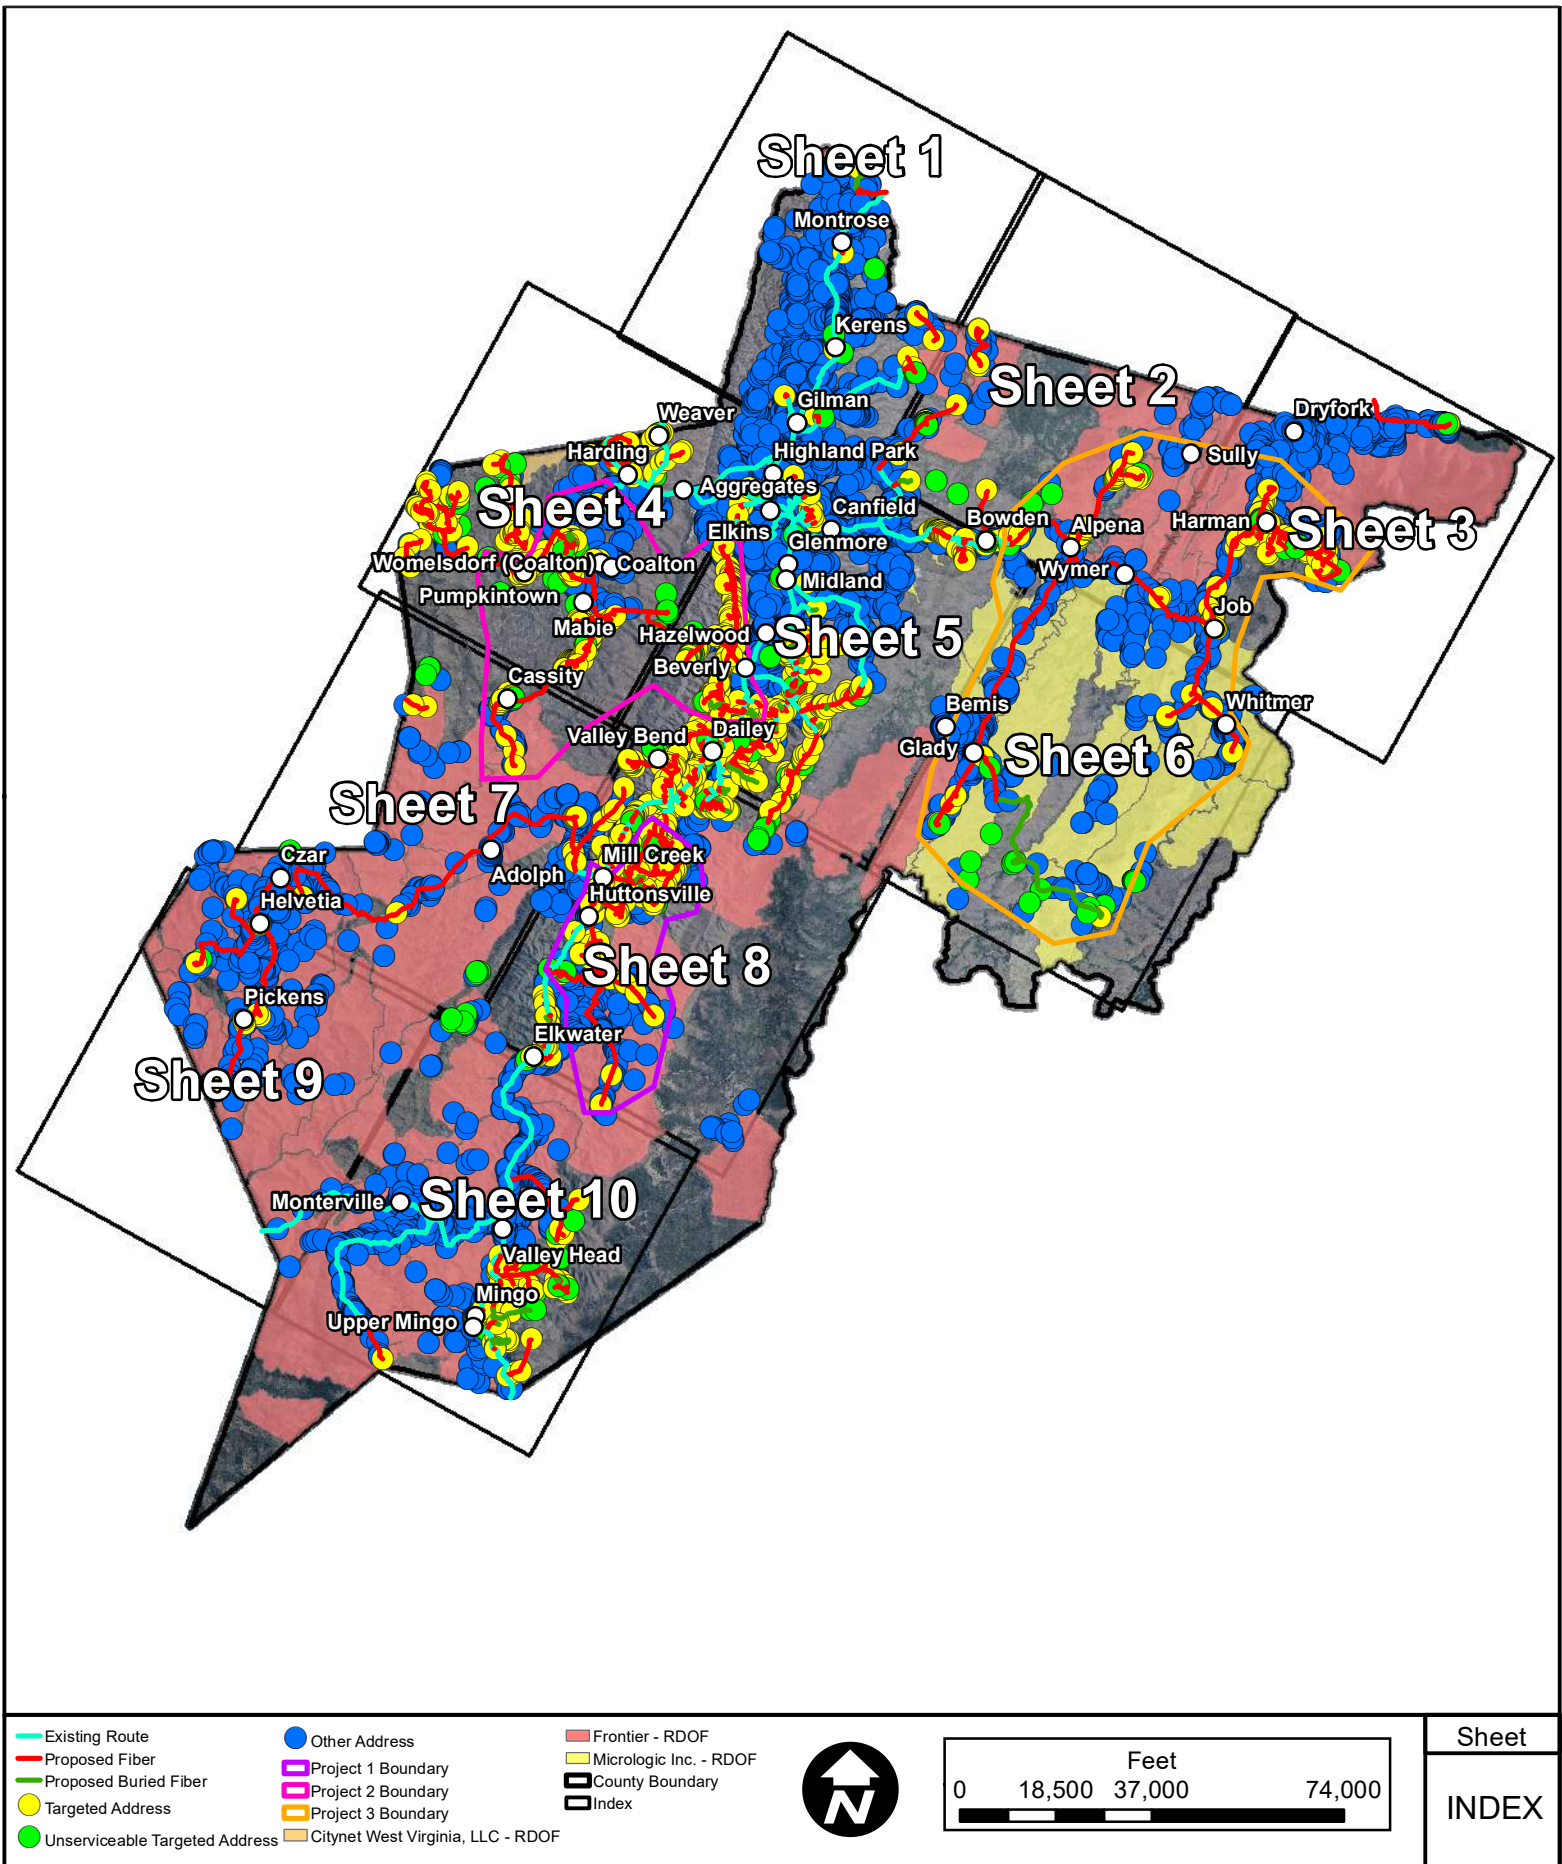 Sheet 1
Montrose
Kerens
Sheet 2
Gilman
Dryfork
Weaver
Harding
Highland Park
Sully
Aggregates
Sheet 4
Canfield
Bowden
Alpena
Harman
Sheet 3
Elkins
Glenmore
Womelsdorf (Coalton)
Coalton
Wymer
Midland
Pumpkintown
Job
Mabie
Hazelwood
Sheet 5
Beverly
Cassity
Bemis
Whitmer
Valley Bend
Dailey
Glady
Sheet 6
Sheet 7
Czar
Mill Creek
Adolph
Helvetia
Huttonsville
Sheet 8
Pickens
Elkwater
Sheet 9
Monterville
Sheet 10
Valley Head
Mingo
Upper Mingo
Existing Route
Proposed Fiber
Proposed Buried Fiber
Targeted Address
Unserviceable Targeted Address
Other Address
Project 1 Boundary
Project 2 Boundary
Project 3 Boundary
Citynet West Virginia, LLC - RDOF
Frontier - RDOF
Micrologic Inc. - RDOF
County Boundary
Index
N
Feet
0 18,500 37,000 74,000
Sheet
INDEX